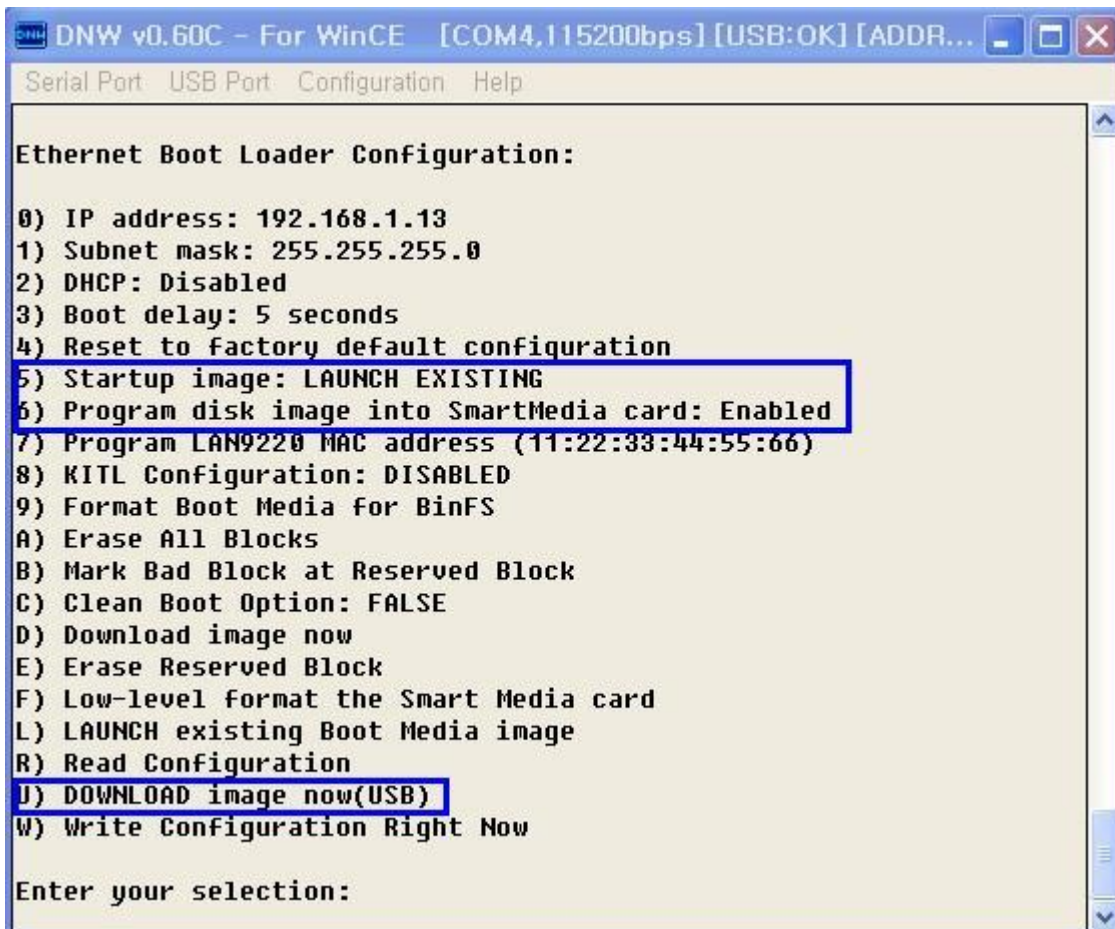 DNW DNW v0.60C - For WinCE [COM4,115200bps] [USB:OK] [ADDR...
Serial Port USB Port Configuration Help
Ethernet Boot Loader Configuration:
0) IP address: 192.168.1.13
1) Subnet mask: 255.255.255.0
2) DHCP: Disabled
3) Boot delay: 5 seconds
4) Reset to factory default configuration
5) Startup image: LAUNCH EXISTING
6) Program disk image into SmartMedia card: Enabled
7) Program LAN9220 MAC address (11:22:33:44:55:66)
8) KITL Configuration: DISABLED
9) Format Boot Media for BinFS
A) Erase All Blocks
B) Mark Bad Block at Reserved Block
C) Clean Boot Option: FALSE
D) Download image now
E) Erase Reserved Block
F) Low-level format the Smart Media card
L) LAUNCH existing Boot Media image
R) Read Configuration
U) DOWNLOAD image now(USB)
W) Write Configuration Right Now
Enter your selection: